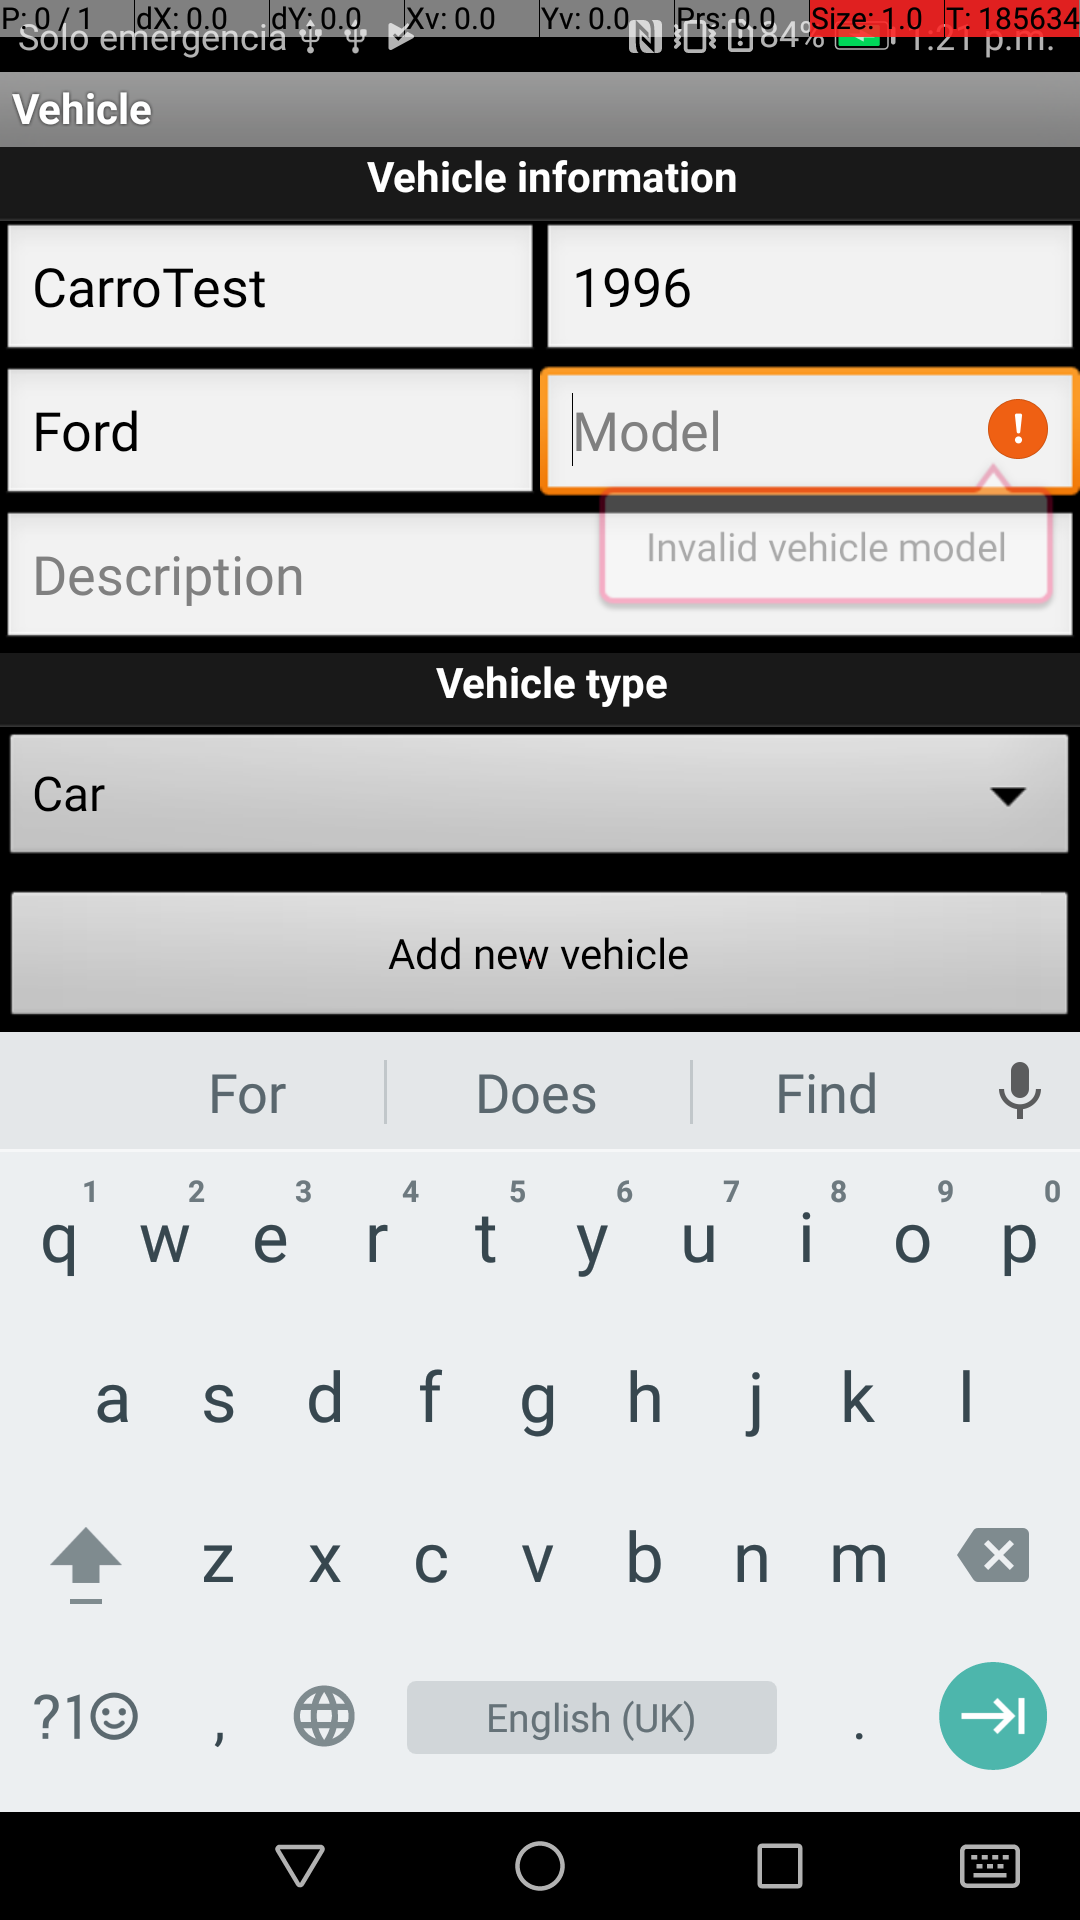 P: 0 / 1 dX: 0.0 dY: 0.0 Xv: 0.0 Yv: 0.0 Prs: 0.0 Size: 1.0 T: 185634
Solo emergencia 84% 1:21 p.m.
Vehicle
Vehicle information
CarroTest 1996
Ford Model !
Invalid vehicle model
Description
Vehicle type
Car
Add new vehicle
For Does Find
1 2 3 4 5 6 7 8 9 0
q w e r t y u i o p
a s d f g h j k l
z x c v b n m
?1 , English (UK) .